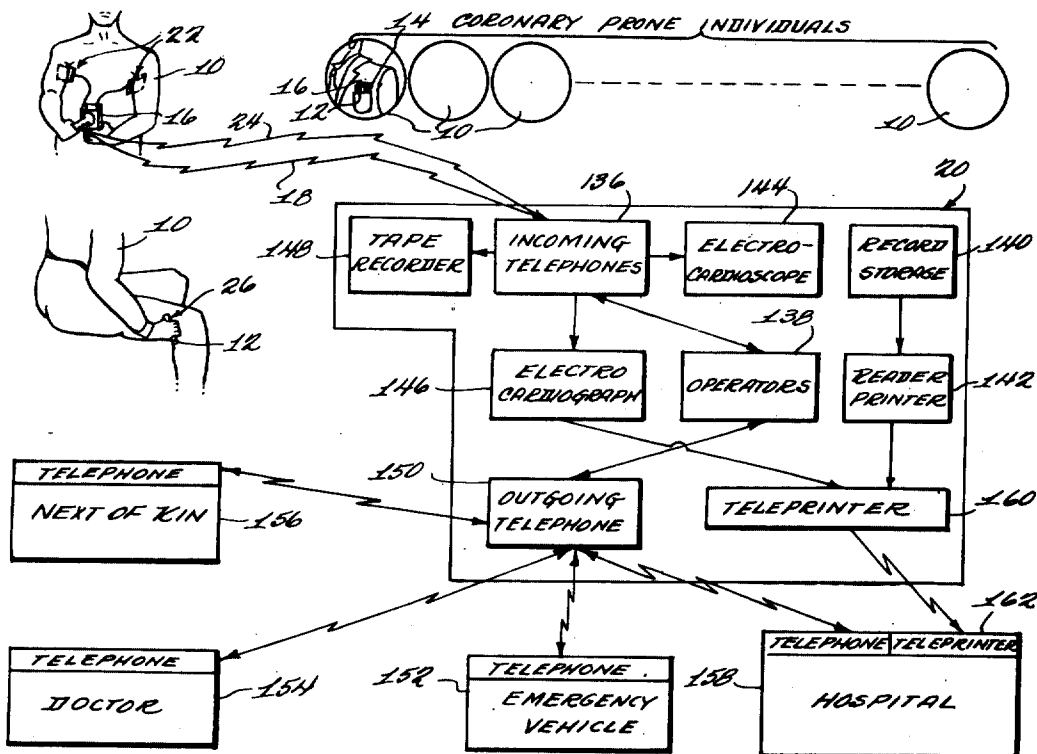 CORONARY PRONE INDIVIDUALS
14
22
10
16
16
12
10
10
24
18
136
144
20
148
TAPE
RECORDER
INCOMING
TELEPHONES
ELECTRO-
CARDIOSCOPE
RECORD
STORAGE
140
10
26
12
138
146
ELECTRO
CARDIOGRAPH
OPERATORS
READER
PRINTER
142
150
TELEPHONE
NEXT OF KIN
156
OUTGOING
TELEPHONE
TELEPRINTER
160
162
TELEPHONE
DOCTOR
154
152
TELEPHONE
EMERGENCY
VEHICLE
158
TELEPHONE TELEPRINTER
HOSPITAL